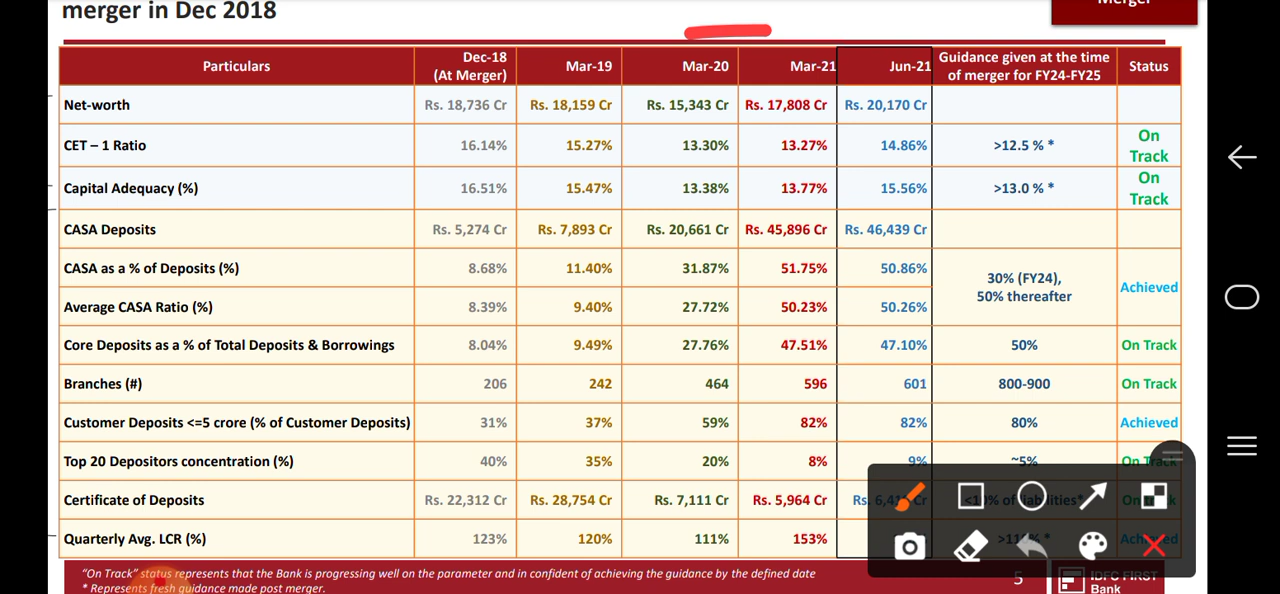 merger in Dec 2018
Merger
Particulars Dec-18 (At Merger) Mar-19 Mar-20 Mar-21 Jun-21 Guidance given at the time of merger for FY24-FY25 Status
Net-worth Rs. 18,736 Cr Rs. 18,159 Cr Rs. 15,343 Cr Rs. 17,808 Cr Rs. 20,170 Cr
CET – 1 Ratio 16.14% 15.27% 13.30% 13.27% 14.86% >12.5 % * On Track
Capital Adequacy (%) 16.51% 15.47% 13.38% 13.77% 15.56% >13.0 % * On Track
CASA Deposits Rs. 5,274 Cr Rs. 7,893 Cr Rs. 20,661 Cr Rs. 45,896 Cr Rs. 46,439 Cr
CASA as a % of Deposits (%) 8.68% 11.40% 31.87% 51.75% 50.86% 30% (FY24), 50% thereafter Achieved
Average CASA Ratio (%) 8.39% 9.40% 27.72% 50.23% 50.26%
Core Deposits as a % of Total Deposits & Borrowings 8.04% 9.49% 27.76% 47.51% 47.10% 50% On Track
Branches (#) 206 242 464 596 601 800-900 On Track
Customer Deposits <=5 crore (% of Customer Deposits) 31% 37% 59% 82% 82% 80% Achieved
Top 20 Depositors concentration (%) 40% 35% 20% 8% 9% ~5% On Track
Certificate of Deposits Rs. 22,312 Cr Rs. 28,754 Cr Rs. 7,111 Cr Rs. 5,964 Cr Rs. Cr of liabilities*
Quarterly Avg. LCR (%) 123% 120% 111% 153%
"On Track" status represents that the Bank is progressing well on the parameter and in confident of achieving the guidance by the defined date
* Represents fresh guidance made post merger.
5
IDFC FIRST
Bank